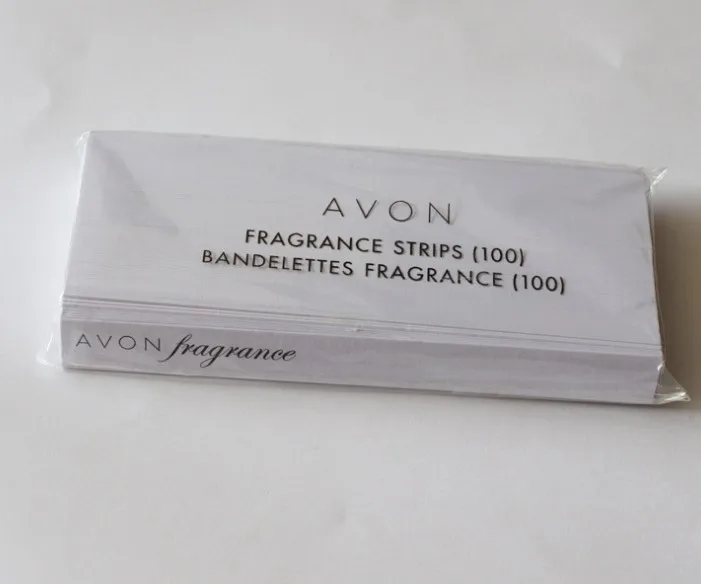 AVON
FRAGRANCE STRIPS (100)
BANDELETTES FRAGRANCE (100)
AVON fragrance